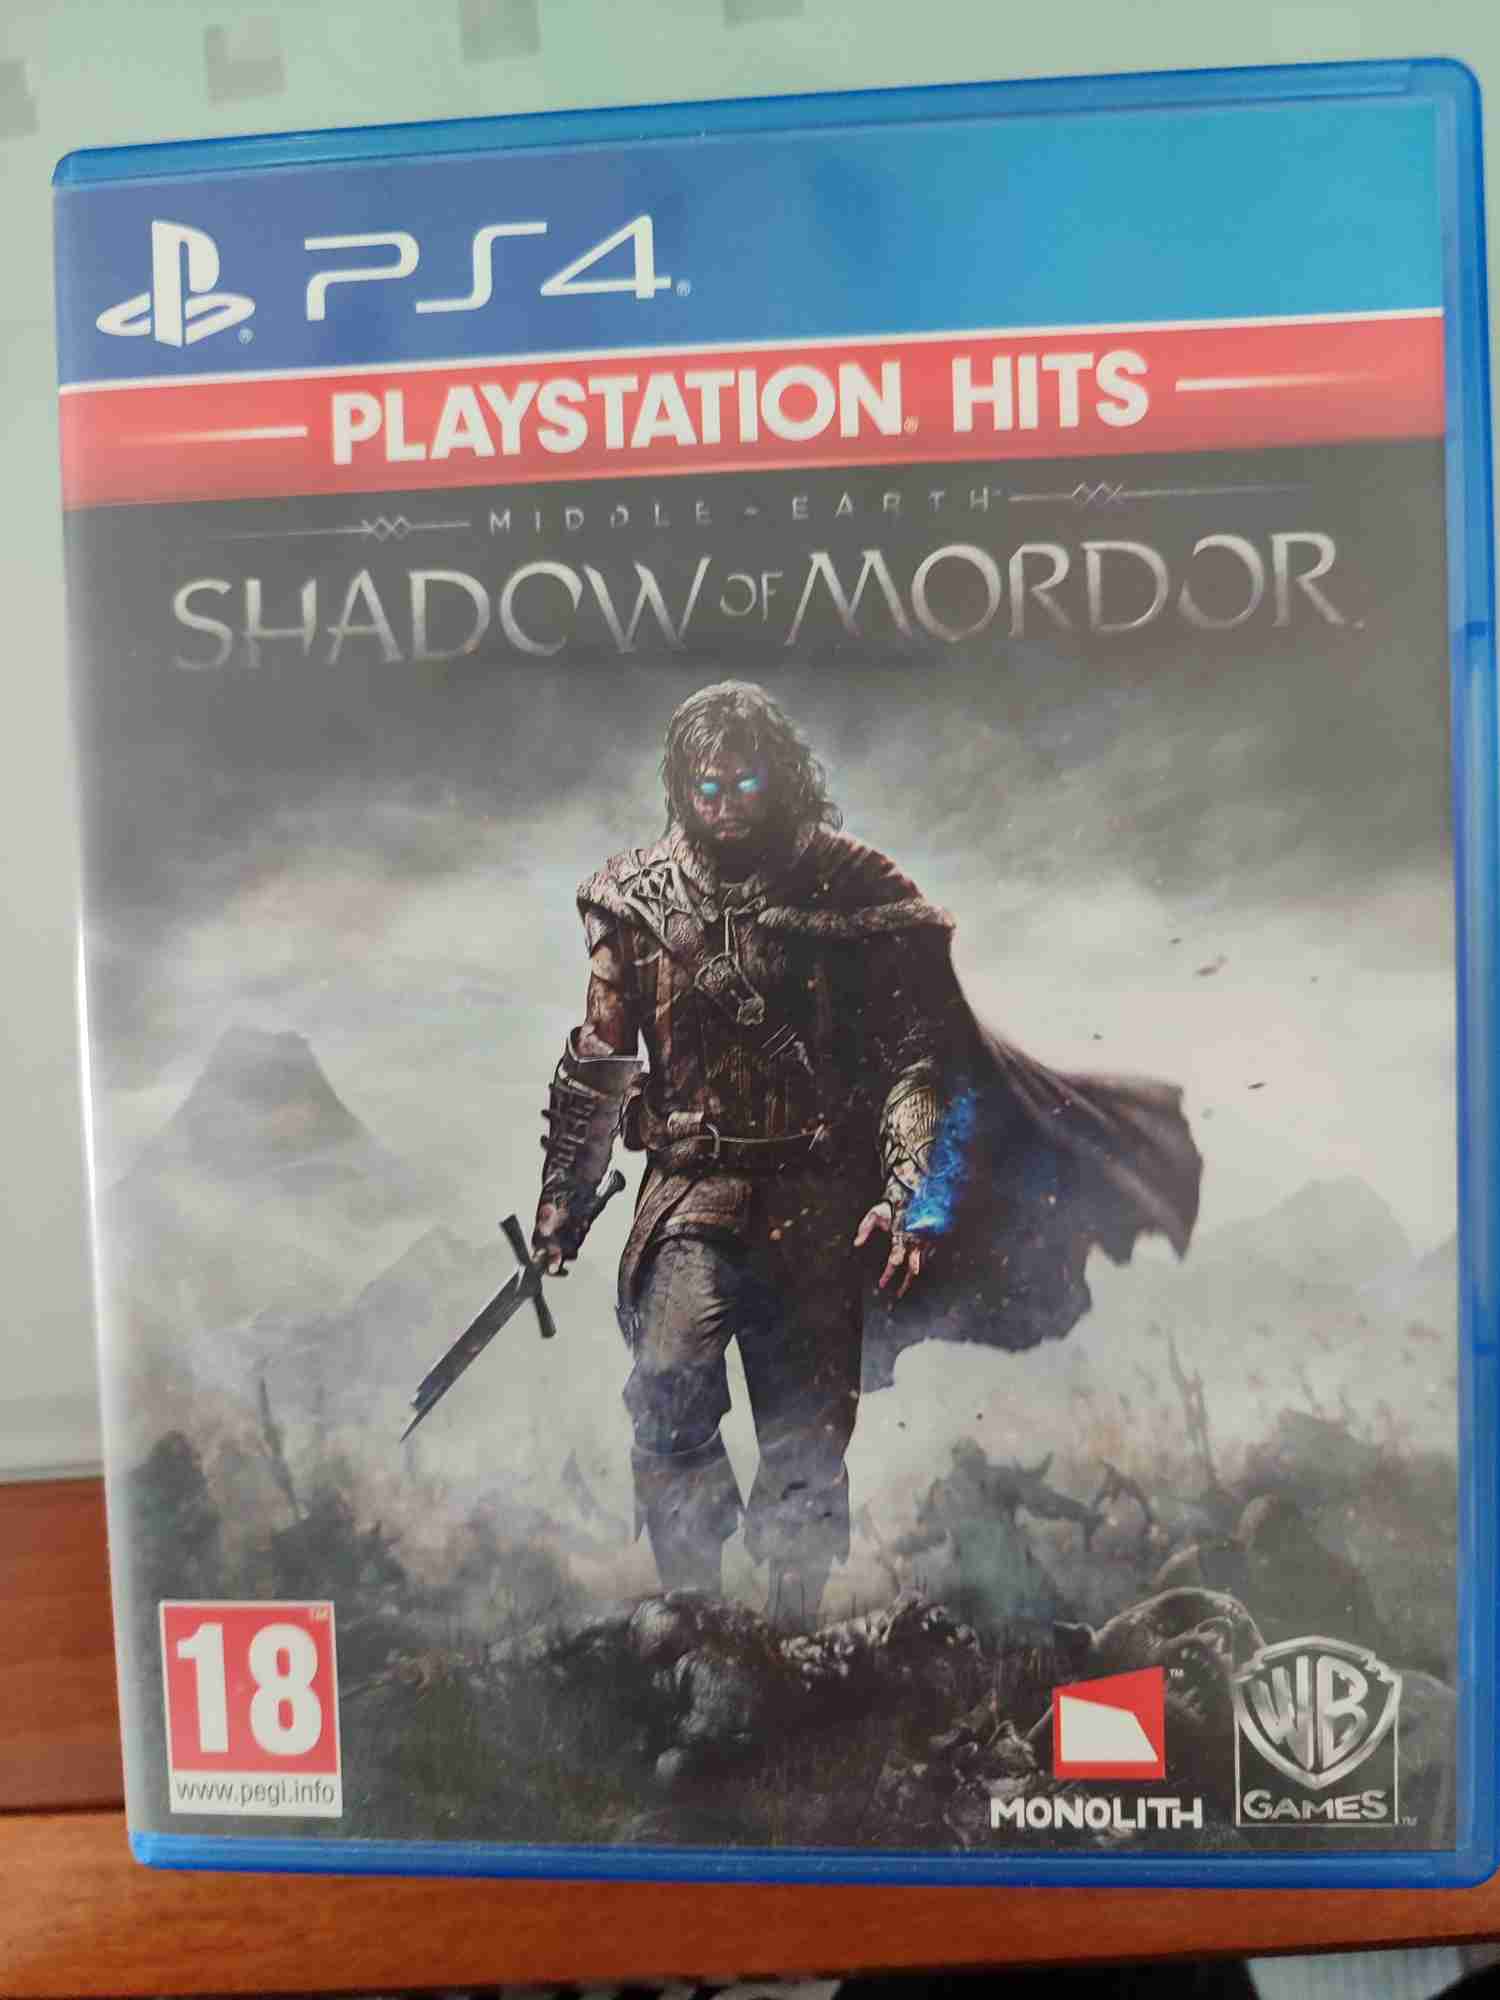 PS4
PLAYSTATION HITS
MIDDLE-EARTH
SHADOW OF MORDOR
18
www.pegi.info
MONOLITH
WB
GAMES